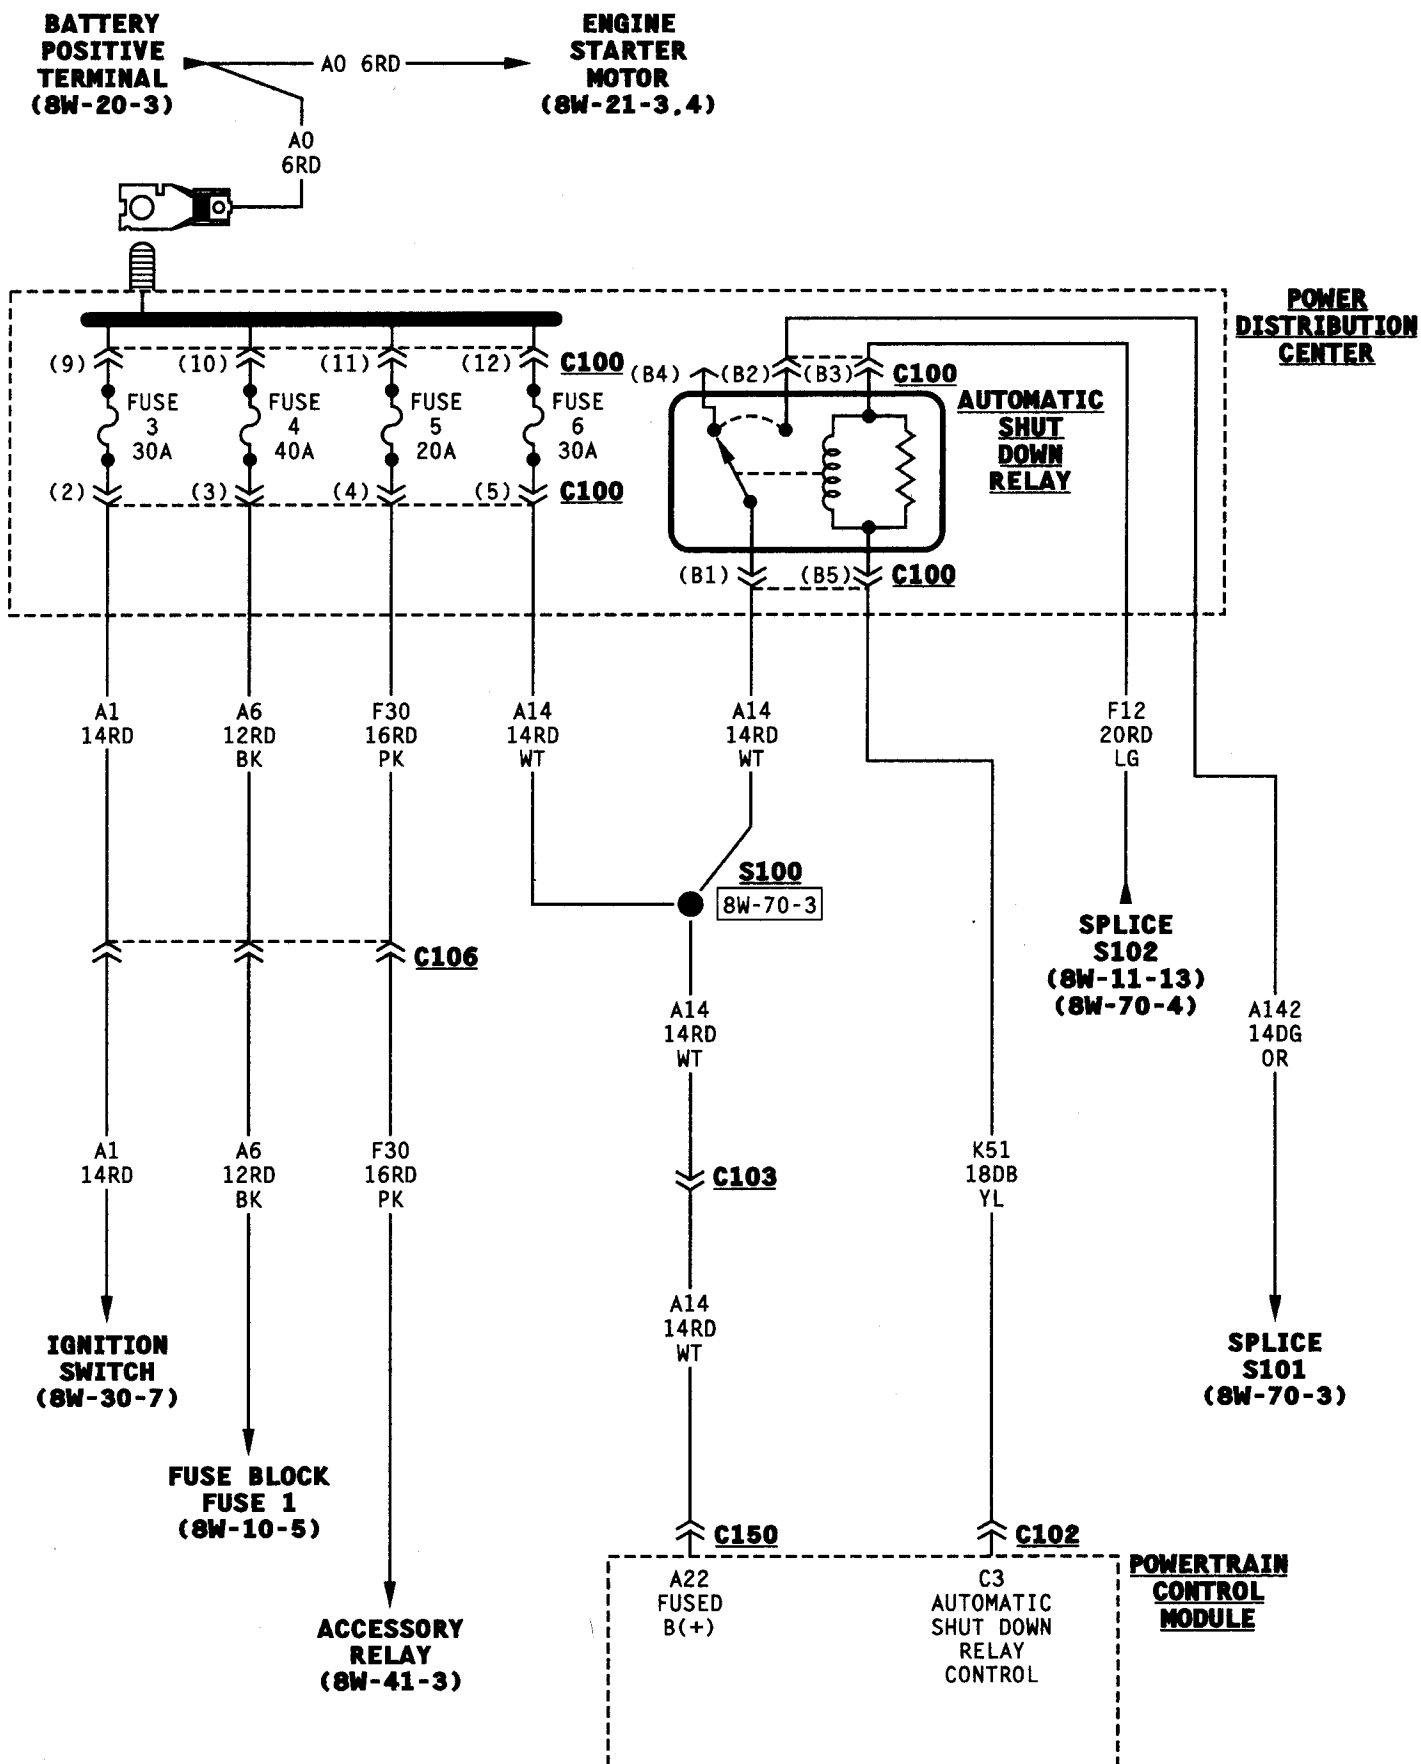 BATTERY
POSITIVE
TERMINAL
(8W-20-3)
A0 6RD
ENGINE
STARTER
MOTOR
(8W-21-3,4)
A0
6RD
POWER
DISTRIBUTION
CENTER
(9)
(10)
(11)
(12)
C100
(B4)
(B2)
(B3)
C100
FUSE
3
30A
FUSE
4
40A
FUSE
5
20A
FUSE
6
30A
AUTOMATIC
SHUT
DOWN
RELAY
(2)
(3)
(4)
(5)
C100
(B1)
(B5)
C100
A1
14RD
A6
12RD
BK
F30
16RD
PK
A14
14RD
WT
A14
14RD
WT
F12
20RD
LG
S100
8W-70-3
SPLICE
S102
(8W-11-13)
(8W-70-4)
C106
A14
14RD
WT
A142
14DG
OR
A1
14RD
A6
12RD
BK
F30
16RD
PK
C103
K51
18DB
YL
A14
14RD
WT
IGNITION
SWITCH
(8W-30-7)
SPLICE
S101
(8W-70-3)
FUSE BLOCK
FUSE 1
(8W-10-5)
C150
C102
POWERTRAIN
CONTROL
MODULE
A22
FUSED
B(+)
C3
AUTOMATIC
SHUT DOWN
RELAY
CONTROL
ACCESSORY
RELAY
(8W-41-3)